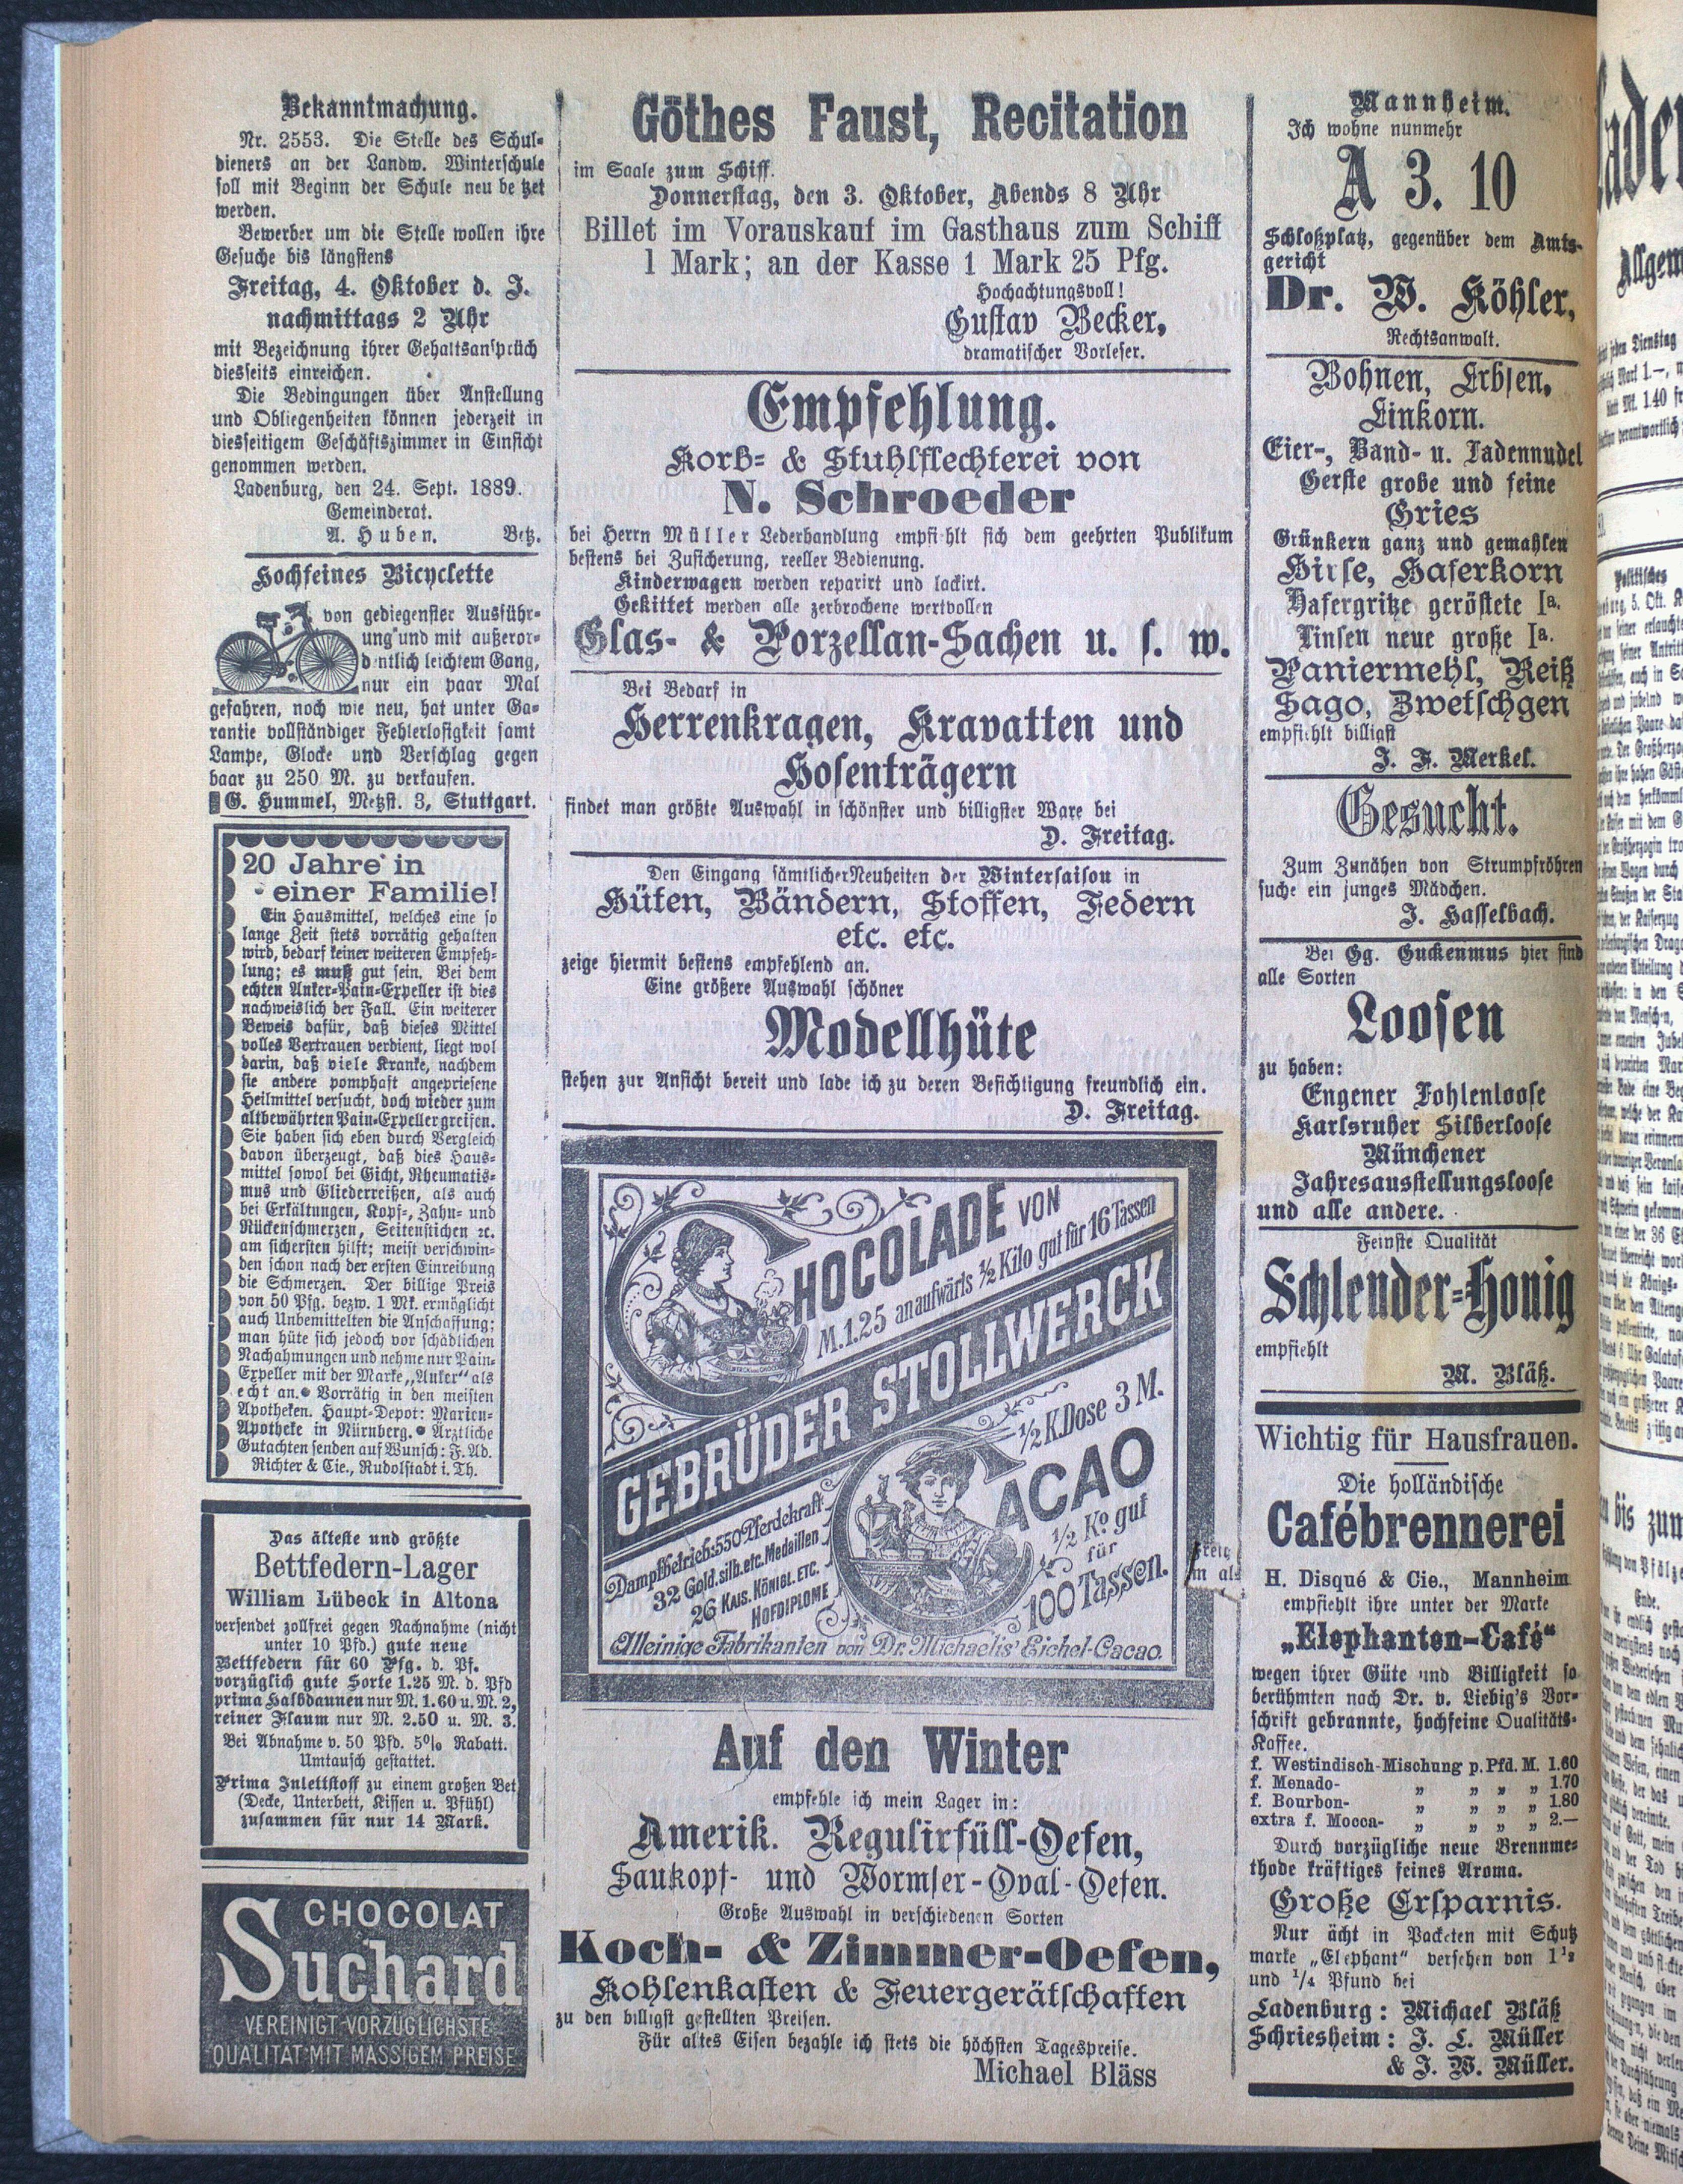 Bekanntmachung.
Nr. 2553. Die Stelle des Schul-
dieners an der Landw. Winterschule
soll mit Beginn der Schule neu be tzet
werden.
Bewerber um die Stelle wollen ihre
Gesuche bis längstens
Freitag, 4. Oktober d. J.
nachmittags 2 Uhr
mit Bezeichnung ihrer Gehaltsansprüch
diesseits einreichen.
Die Bedingungen über Anstellung
und Obliegenheiten können jederzeit in
diesseitigem Geschäftszimmer in Einsicht
genommen werden.
Ladenburg, den 24. Sept. 1889.
Gemeinderat.
A. Huben. Betz.
Hochfeines Bicyclette
von gediegenster Ausführ-
ung und mit außeror-
d ntlich leichtem Gang,
nur ein paar Mal
gefahren, noch wie neu, hat unter Ga-
rantie vollständiger Fehlerlosigkeit samt
Lampe, Glocke und Verschlag gegen
baar zu 250 M. zu verkaufen.
G. Hummel, Metzst. 3, Stuttgart.
20 Jahre in
einer Familie!
Ein Hausmittel, welches eine so
lange Zeit stets vorrätig gehalten
wird, bedarf keiner weiteren Empfeh-
lung; es muß gut sein. Bei dem
echten Anker-Pain-Expeller ist dies
nachweislich der Fall. Ein weiterer
Beweis dafür, daß dieses Mittel
volles Vertrauen verdient, liegt wol
darin, daß viele Kranke, nachdem
sie andere pomphaft angepriesene
Heilmittel versucht, doch wieder zum
altbewährten Pain-Expeller greifen.
Sie haben sich eben durch Vergleich
davon überzeugt, daß dies Haus-
mittel sowol bei Gicht, Rheumatis-
mus und Gliederreißen, als auch
bei Erkältungen, Kopf-, Zahn- und
Rückenschmerzen, Seitenstichen ꝛc.
am sichersten hilft; meist verschwin-
den schon nach der ersten Einreibung
die Schmerzen. Der billige Preis
von 50 Pfg. bezw. 1 Mk. ermöglicht
auch Unbemittelten die Anschaffung;
man hüte sich jedoch vor schädlichen
Nachahmungen und nehme nur Pain-
Expeller mit der Marke „Anker“ als
echt an. Vorrätig in den meisten
Apotheken. Haupt-Depot: Marien-
Apotheke in Nürnberg. Ärztliche
Gutachten senden auf Wunsch: F. Ad.
Richter & Cie., Rudolstadt i. Th.
Das älteste und größte
Bettfedern-Lager
William Lübeck in Altona
versendet zollfrei gegen Nachnahme (nicht
unter 10 Pfd.) gute neue
Bettfedern für 60 Pfg. d. Pf.
vorzüglich gute Sorte 1.25 M. d. Pfd
prima Halbdaunen nur M. 1.60 u. M. 2,
reiner Flaum nur M. 2.50 u. M. 3.
Bei Abnahme v. 50 Pfd. 5% Rabatt.
Umtausch gestattet.
Prima Inlettstoff zu einem großen Bet
(Decke, Unterbett, Kissen u. Pfühl)
zusammen für nur 14 Mark.
CHOCOLAT
Suchard
VEREINIGT VORZÜGLICHSTE
QUALITÄT MIT MÄSSIGEM PREISE
Göthes Faust, Recitation
im Saale zum Schiff.
Donnerstag, den 3. Oktober, Abends 8 Uhr
Billet im Vorauskauf im Gasthaus zum Schiff
1 Mark; an der Kasse 1 Mark 25 Pfg.
Hochachtungsvoll!
Gustav Becker,
dramatischer Vorleser.
Empfehlung.
Korb- & Stuhlflechterei von
N. Schroeder
bei Herrn Müller Lederhandlung empfi hlt sich dem geehrten Publikum
bestens bei Zusicherung, reeller Bedienung.
Kinderwagen werden reparirt und lackirt.
Gekittet werden alle zerbrochene wertvollen
Glas- & Porzellan-Sachen u. s. w.
Bei Bedarf in
Herrenkragen, Kravatten und
Hosenträgern
findet man größte Auswahl in schönster und billigster Ware bei
D. Freitag.
Den Eingang sämtlicher Neuheiten der Wintersaison in
Hüten, Bändern, Stoffen, Federn
etc. etc.
zeige hiermit bestens empfehlend an.
Eine größere Auswahl schöner
Modellhüte
stehen zur Ansicht bereit und lade ich zu deren Besichtigung freundlich ein.
D. Freitag.
CHOCOLADE VON
M. 1.25 an aufwärts ½ Kilo gut für 16 Tassen
GEBRÜDER STOLLWERCK
½ K. Dose 3 M.
CACAO
½ Ko gut
für
100 Tassen.
Dampfbetrieb: 550 Pferdekraft.
32 Gold. silb. etc. Medaillen
26 KAIS. KÖNIGL. ETC.
HOFDIPLOME
Alleinige Fabrikanten von Dr. Michaelis' Eichel-Cacao.
Auf den Winter
empfehle ich mein Lager in:
Amerik. Regulirfüll-Oefen,
Saukopf- und Wormser-Oval-Oefen.
Große Auswahl in verschiedenen Sorten
Koch- & Zimmer-Oefen,
Kohlenkasten & Feuergerätschaften
zu den billigst gestellten Preisen.
Für altes Eisen bezahle ich stets die höchsten Tagespreise.
Michael Bläss
Mannheim.
Ich wohne nunmehr
A 3. 10
Schloßplatz, gegenüber dem Amts-
gericht
Dr. W. Köhler,
Rechtsanwalt.
Bohnen, Erbsen,
Einkorn.
Eier-, Band- u. Fadennudel
Gerste grobe und feine
Gries
Grünkern ganz und gemahlen
Hirse, Haferkorn
Hafergritze geröstete Ia.
Linsen neue große Ia.
Paniermehl, Reiß
Sago, Zwetschgen
empfiehlt billigst
J. F. Merkel.
Gesucht.
Zum Zunähen von Strumpfröhren
suche ein junges Mädchen.
J. Hasselbach.
Bei Gg. Guckenmus hier sind
alle Sorten
Loosen
zu haben:
Engener Fohlenloose
Karlsruher Silberloose
Münchener
Jahresausstellungsloose
und alle andere.
Feinste Qualität
Schleuder-Honig
empfiehlt
M. Bläß.
Wichtig für Hausfrauen.
Die holländische
Cafébrennerei
H. Disqué & Cie., Mannheim
empfiehlt ihre unter der Marke
„Elephanten-Café“
wegen ihrer Güte und Billigkeit so
berühmten nach Dr. v. Liebig's Vor-
schrift gebrannte, hochfeine Qualitäts-
Kaffee.
f. Westindisch-Mischung p. Pfd. M. 1.60
f. Menado- „ „ „ „ 1.70
f. Bourbon- „ „ „ „ 1.80
extra f. Mocca- „ „ „ „ 2.—
Durch vorzügliche neue Brennme-
thode kräftiges feines Aroma.
Große Ersparnis.
Nur ächt in Packeten mit Schutz
marke „Elephant“ versehen von 1 ½
und ¼ Pfund bei
Ladenburg: Michael Bläß
Schriesheim: J. L. Müller
& J. W. Müller.